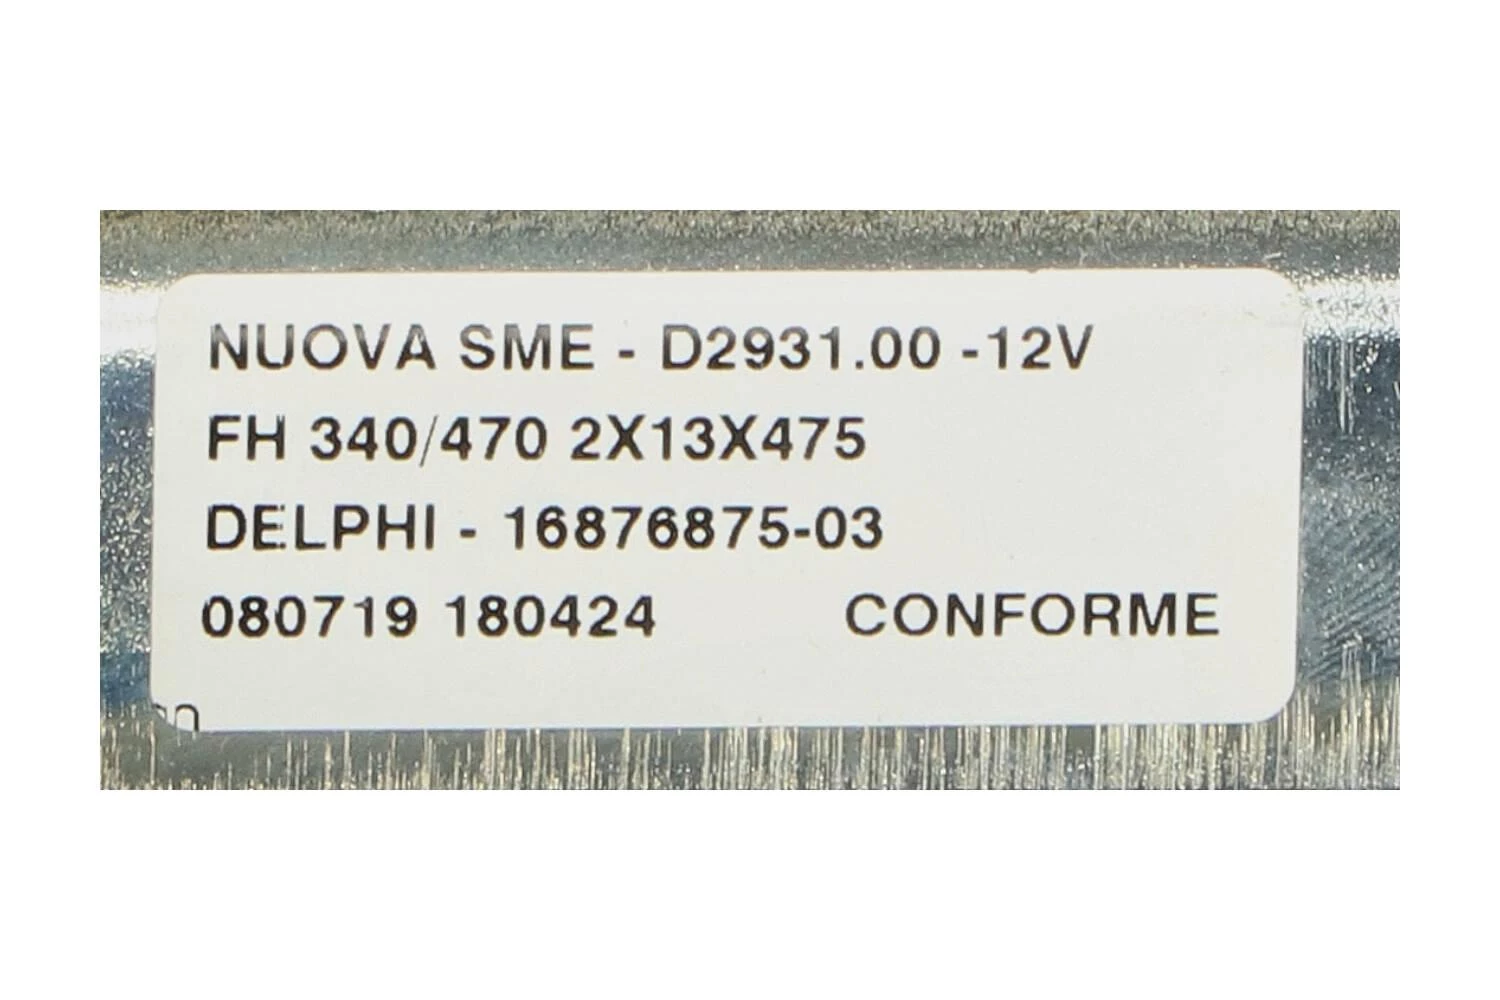 NUOVA SME - D2931.00 -12V
FH 340/470 2X13X475
DELPHI - 16876875-03
080719 180424 CONFORME